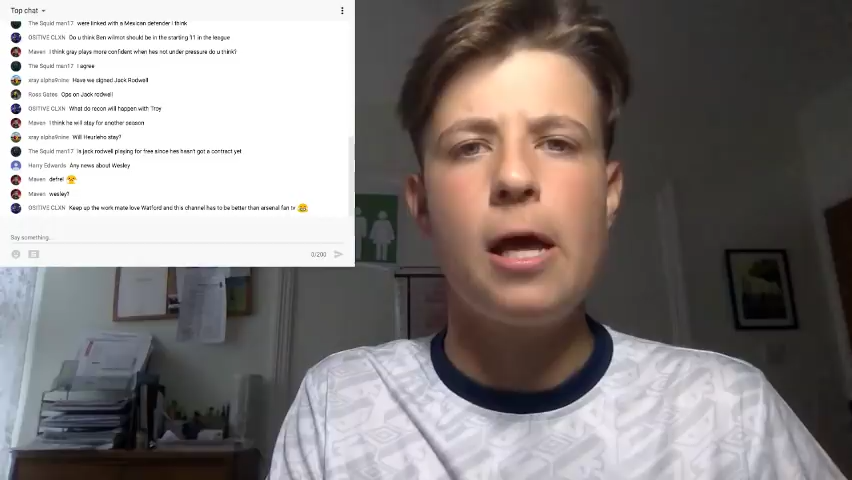 Top chat
The Squid man17 were linked with a Mexican defender I think
OSITIVE CLXN Do u think Ben wilmot should be in the starting 11 in the league
Maven I think gray plays more confident when hes not under pressure do u think?
The Squid man17 I agree
xray alpha9nine Have we signed Jack Rodwell
Ross Gates Ops on Jack rodwell
OSITIVE CLXN What do recon will happen with Troy
Maven I think he will stay for another season
xray alpha9nine Will Heurleho stay?
The Squid man17 Is jack rodwell playing for free since hes hasn't got a contract yet
Harry Edwards Any news about Wesley
Maven defrel
Maven wesley?
OSITIVE CLXN Keep up the work mate love Watford and this channel has to be better than arsenal fan tv
Say something...
0/200